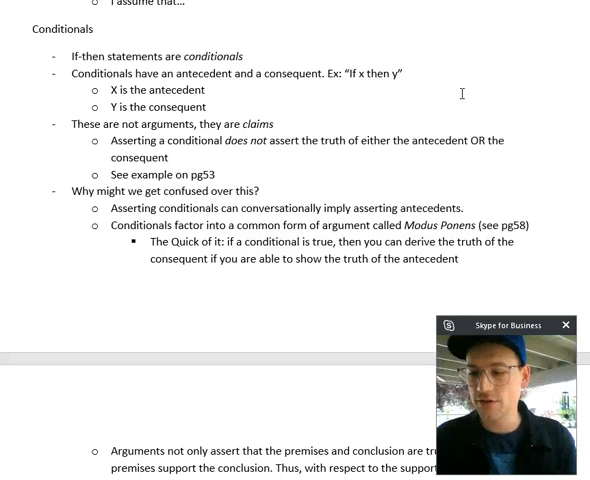 o I assume that...
Conditionals
- If-then statements are conditionals
- Conditionals have an antecedent and a consequent. Ex: “If x then y”
o X is the antecedent
o Y is the consequent
- These are not arguments, they are claims
o Asserting a conditional does not assert the truth of either the antecedent OR the
consequent
o See example on pg53
- Why might we get confused over this?
o Asserting conditionals can conversationally imply asserting antecedents.
o Conditionals factor into a common form of argument called Modus Ponens (see pg58)
▪ The Quick of it: if a conditional is true, then you can derive the truth of the
consequent if you are able to show the truth of the antecedent
S Skype for Business ×
o Arguments not only assert that the premises and conclusion are tr
premises support the conclusion. Thus, with respect to the support